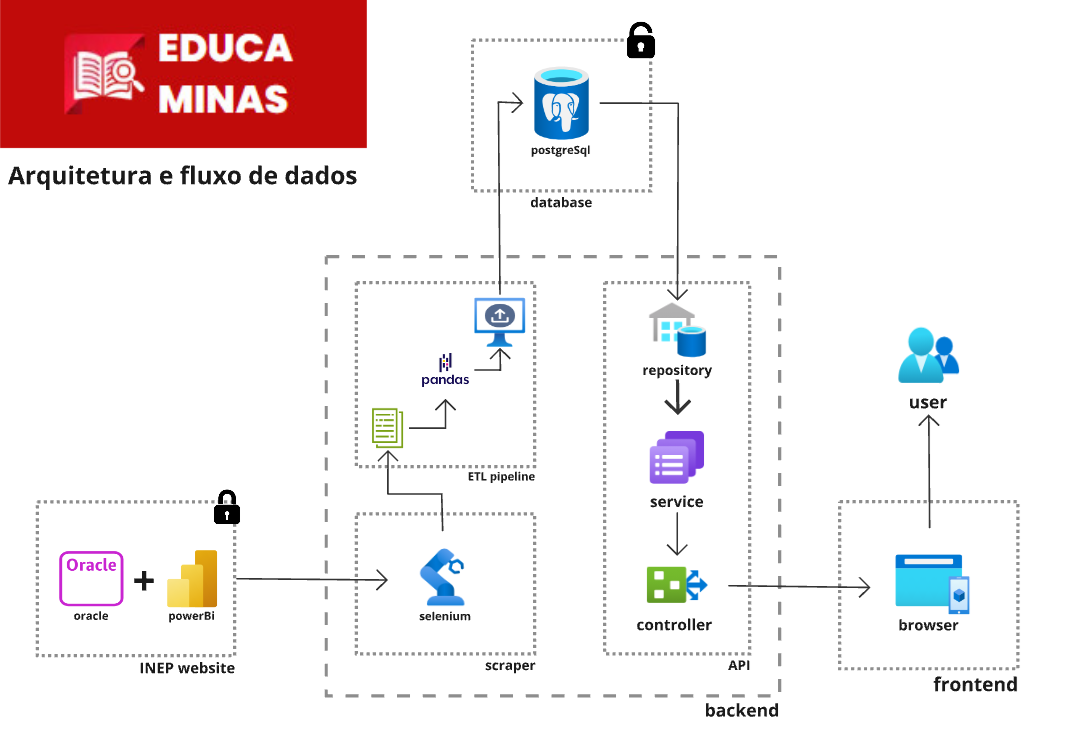 EDUCA
MINAS
Arquitetura e fluxo de dados
postgreSql
database
pandas
ETL pipeline
repository
service
controller
API
Oracle
oracle
powerBi
INEP website
selenium
scraper
backend
user
browser
frontend